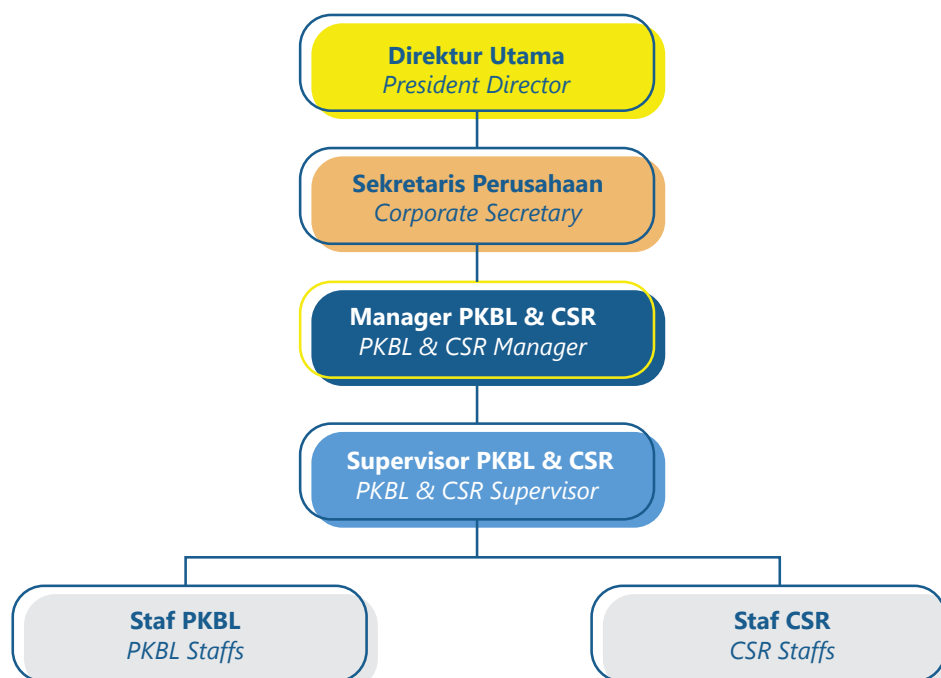 Direktur Utama
President Director
Sekretaris Perusahaan
Corporate Secretary
Manager PKBL & CSR
PKBL & CSR Manager
Supervisor PKBL & CSR
PKBL & CSR Supervisor
Staf PKBL
PKBL Staffs
Staf CSR
CSR Staffs